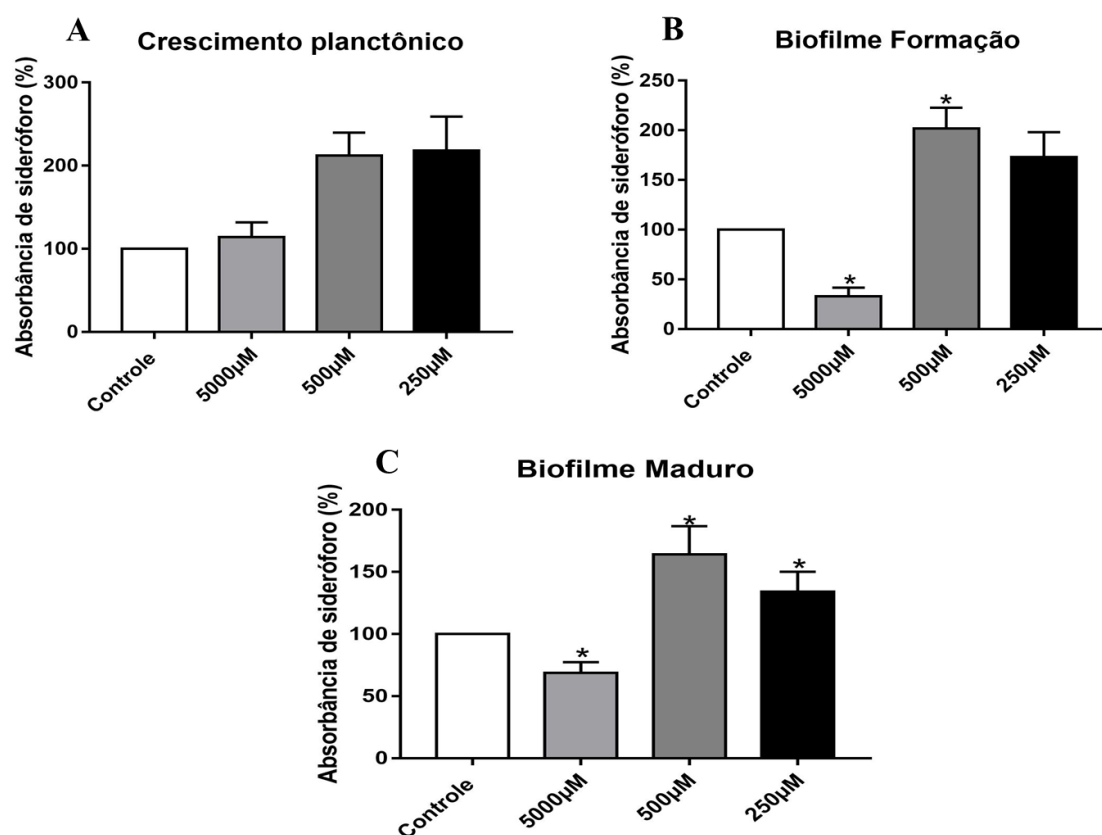 A
Crescimento planctônico
Absorbância de sideróforo (%)
300
200
100
0
Controle
5000µM
500µM
250µM
B
Biofilme Formação
Absorbância de sideróforo (%)
250
200
150
100
50
0
*
*
Controle
5000µM
500µM
250µM
C
Biofilme Maduro
Absorbância de sideróforo (%)
200
150
100
50
0
*
*
*
Controle
5000µM
500µM
250µM